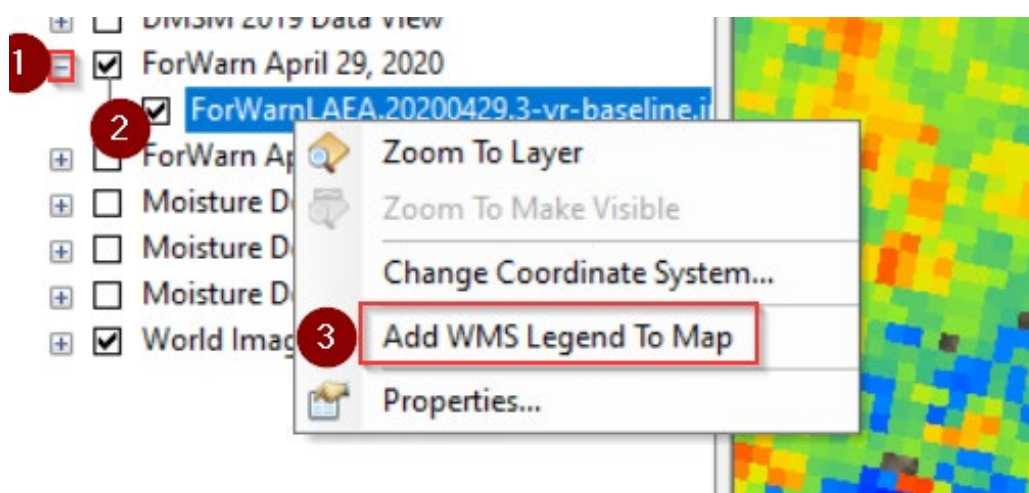 DMSM 2019 Data View
1
ForWarn April 29, 2020
2
ForWarnLAEA.20200429.3-yr-baseline.i
ForWarn Ap
Zoom To Layer
Moisture D
Zoom To Make Visible
Moisture D
Change Coordinate System...
Moisture D
World Imag
3
Add WMS Legend To Map
Properties...